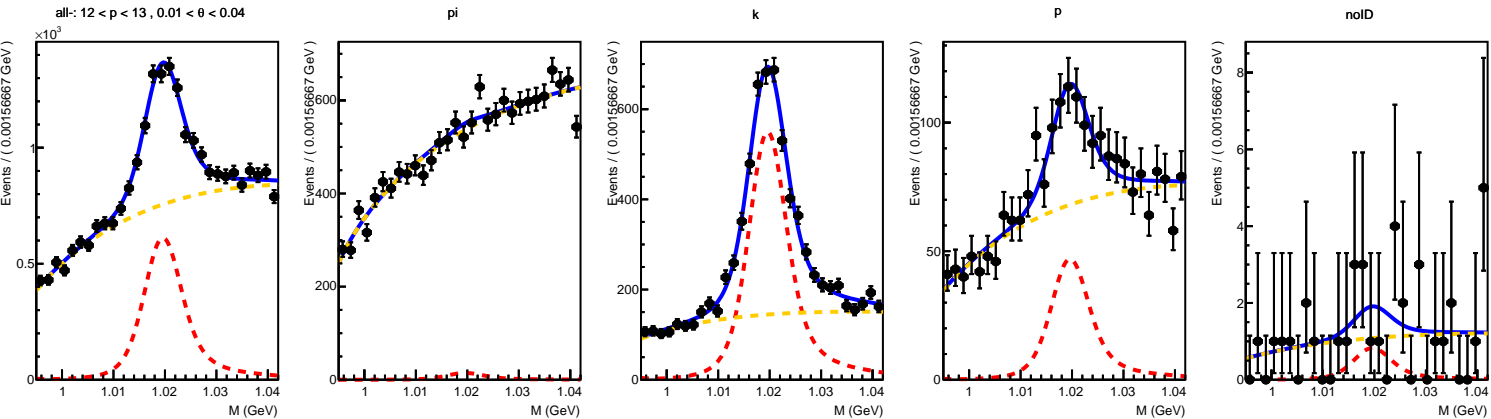 all-: 12 < p < 13 , 0.01 < θ < 0.04
×10³
Events / ( 0.00156667 GeV )
1
0.5
0
1 1.01 1.02 1.03 1.04
M (GeV)
pi
Events / ( 0.00156667 GeV )
600
400
200
0
1 1.01 1.02 1.03 1.04
M (GeV)
k
Events / ( 0.00156667 GeV )
600
400
200
0
1 1.01 1.02 1.03 1.04
M (GeV)
p
Events / ( 0.00156667 GeV )
100
50
0
1 1.01 1.02 1.03 1.04
M (GeV)
noID
Events / ( 0.00156667 GeV )
8
6
4
2
0
1 1.01 1.02 1.03 1.04
M (GeV)